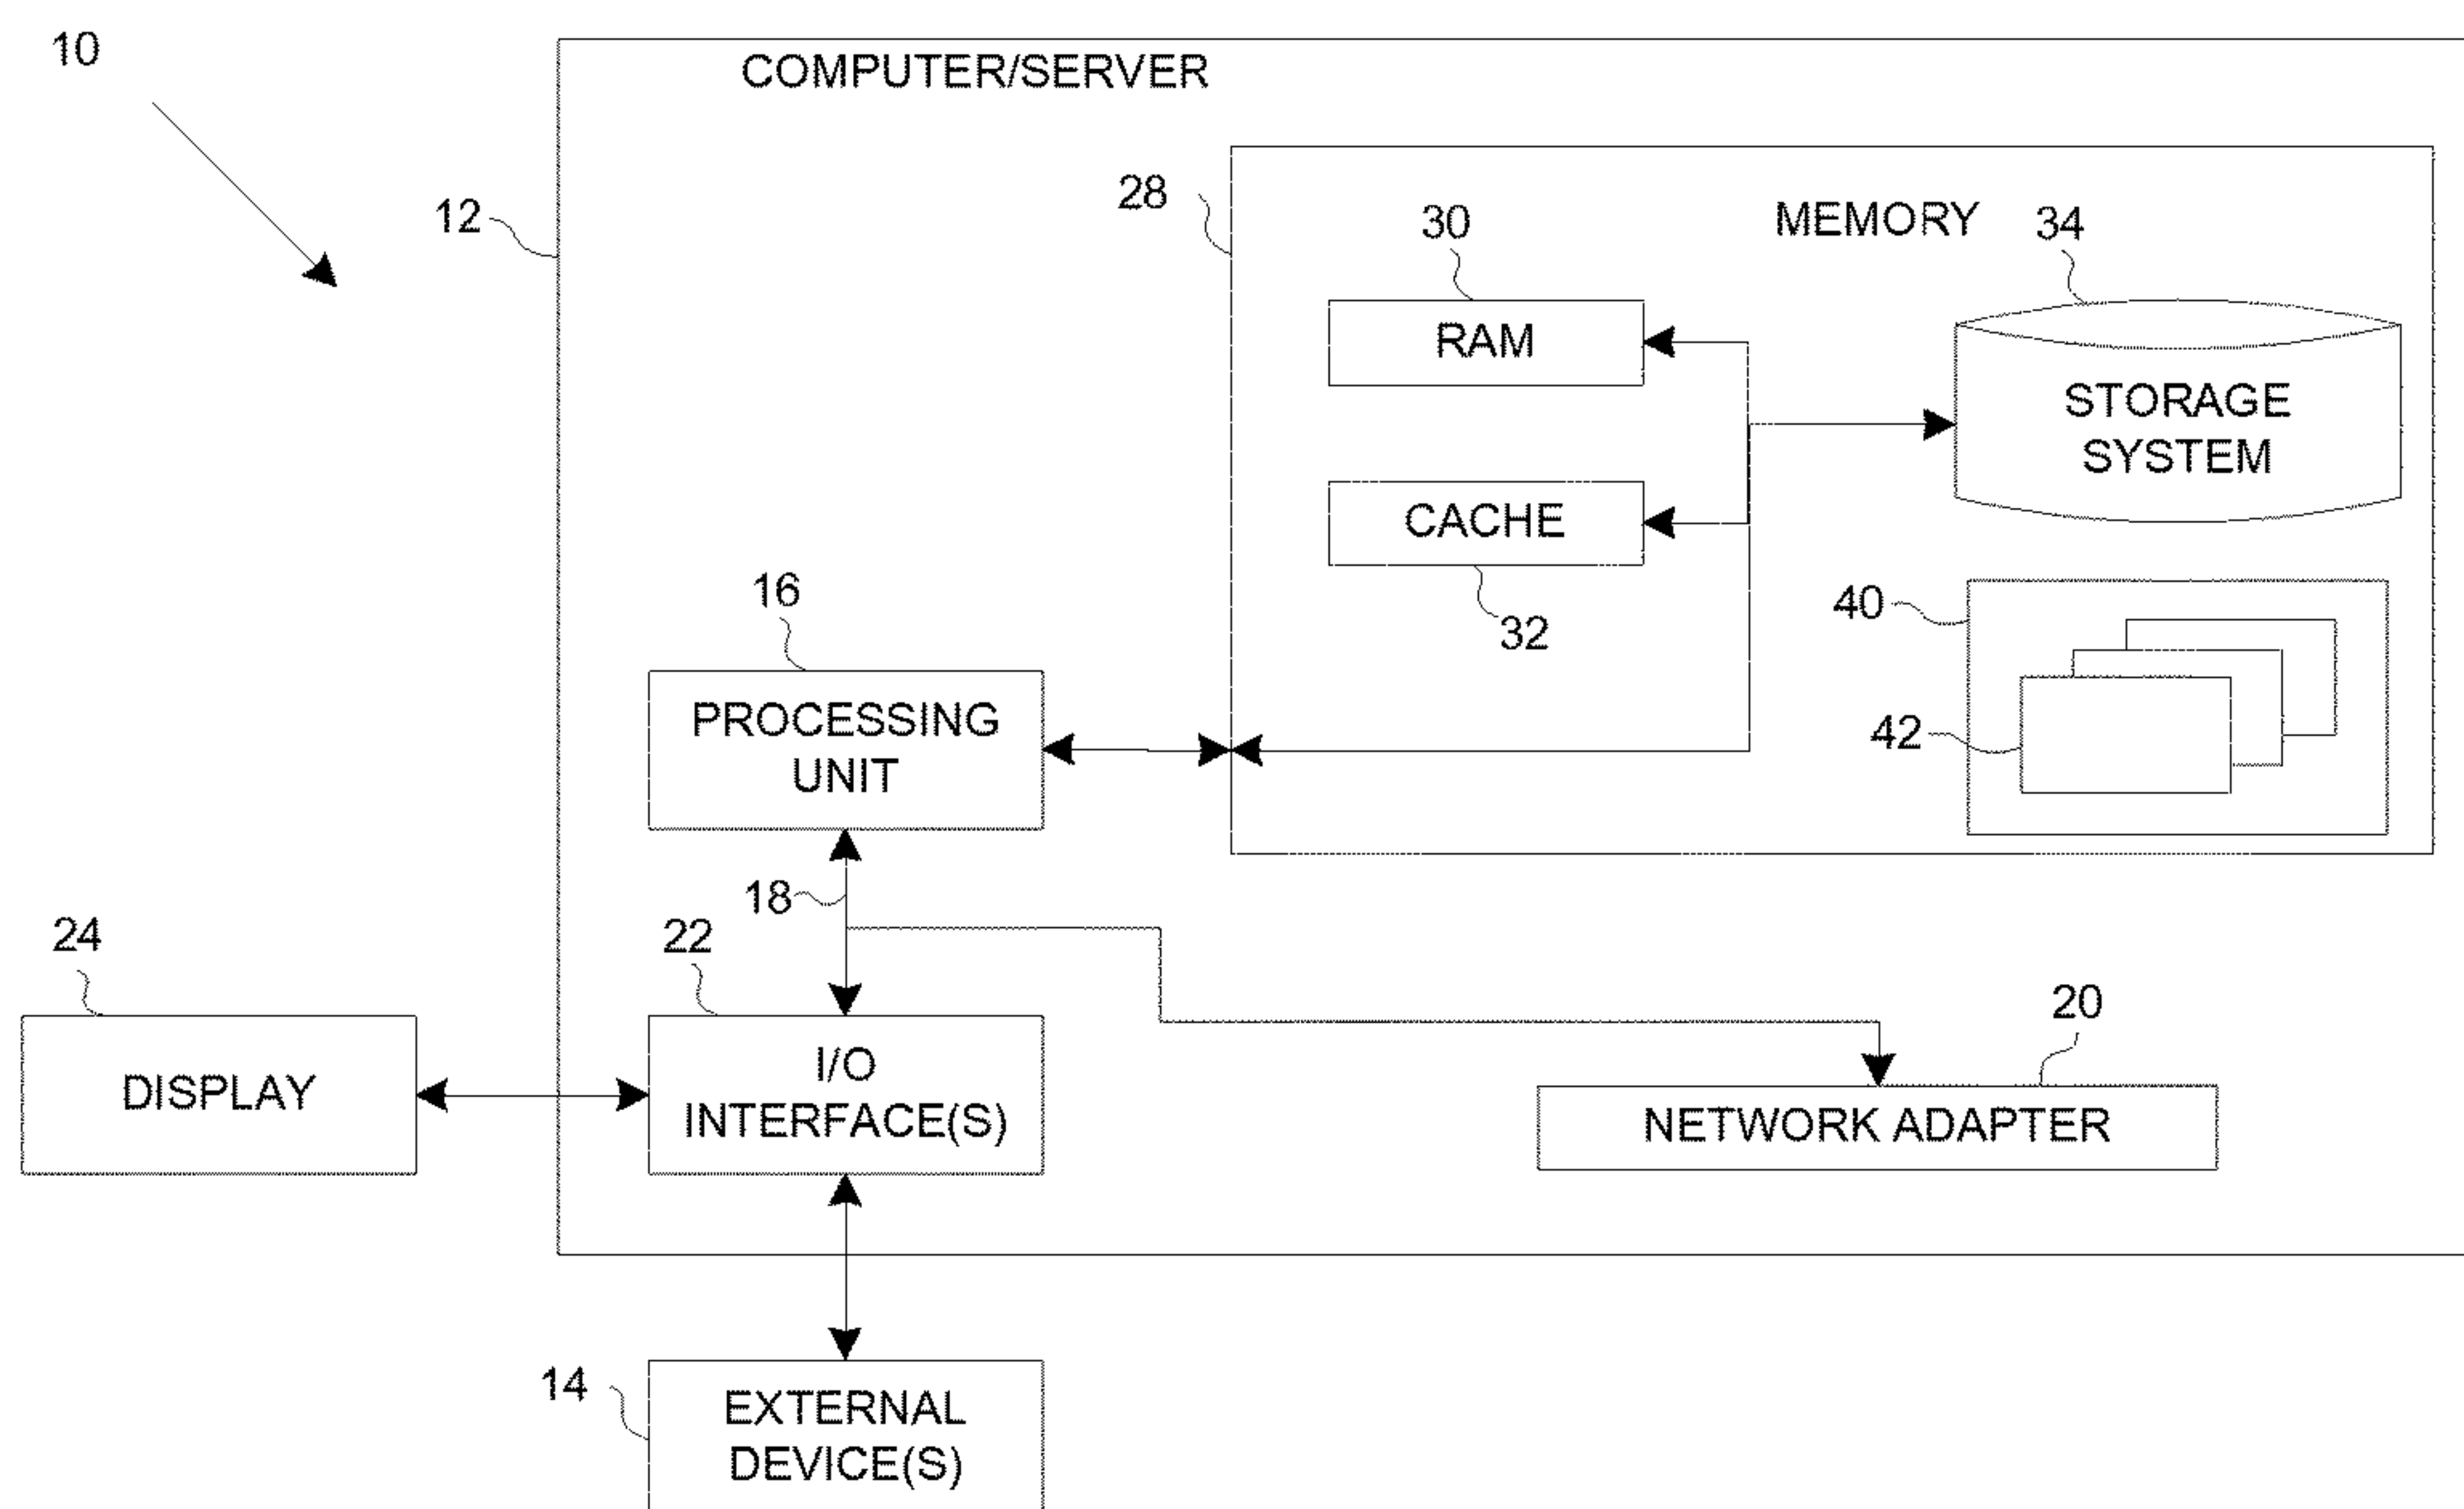 10
COMPUTER/SERVER
12
28
MEMORY
30
34
RAM
STORAGE
SYSTEM
CACHE
32
16
40
PROCESSING
UNIT
42
18
24
22
20
DISPLAY
I/O
INTERFACE(S)
NETWORK ADAPTER
14
EXTERNAL
DEVICE(S)